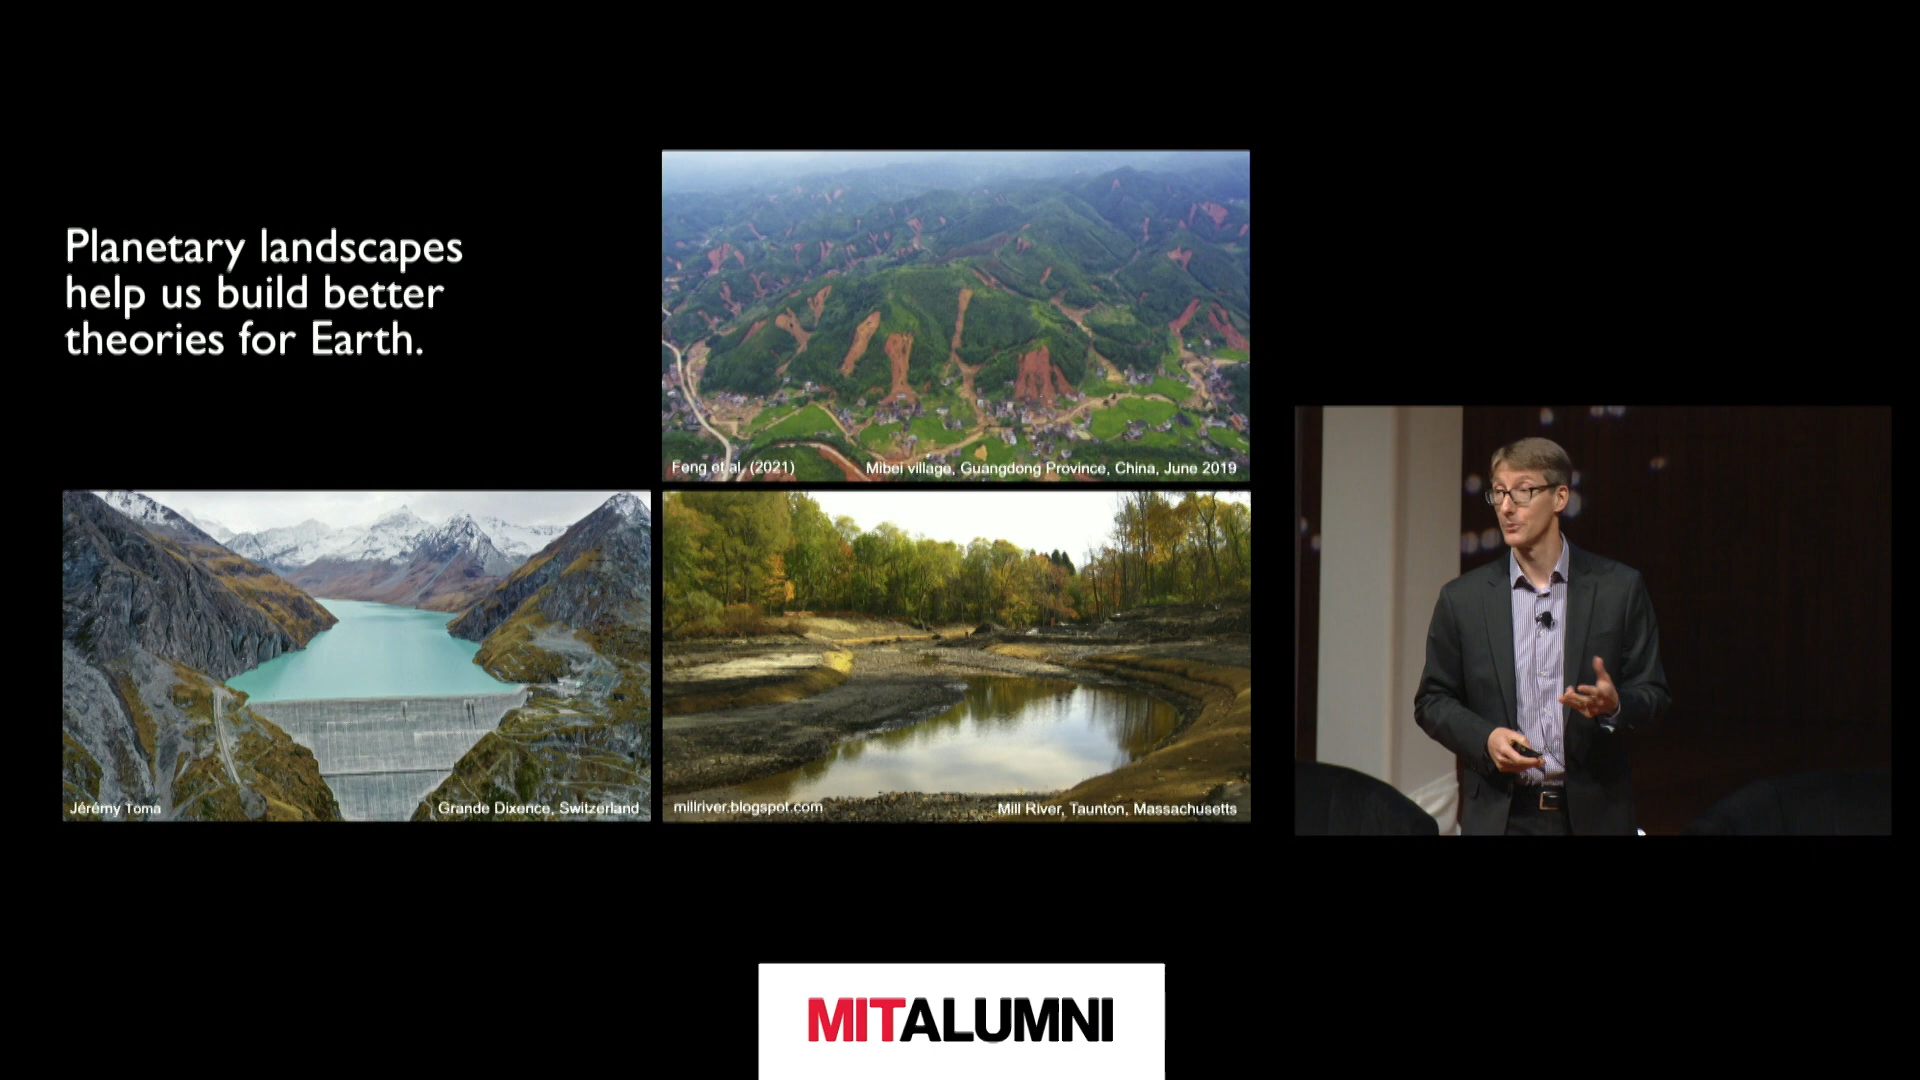 Planetary landscapes
help us build better
theories for Earth.
Feng et al. (2021)
Mibei village, Guangdong Province, China, June 2019
Jérémy Toma
Grande Dixence, Switzerland
millriver.blogspot.com
Mill River, Taunton, Massachusetts
MITALUMNI